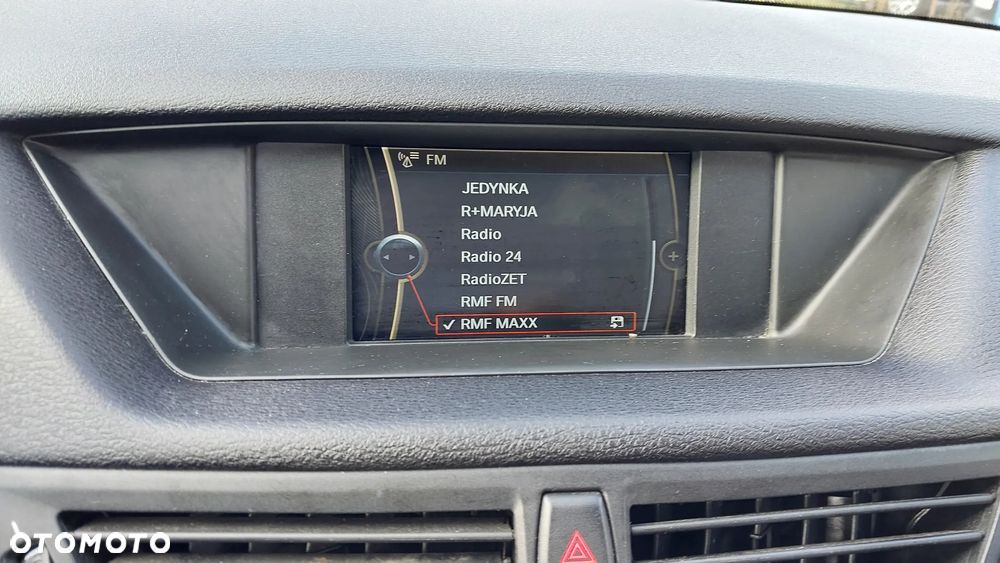 FM
JEDYNKA
R+MARYJA
Radio
Radio 24
RadioZET
RMF FM
RMF MAXX
OTOMOTO